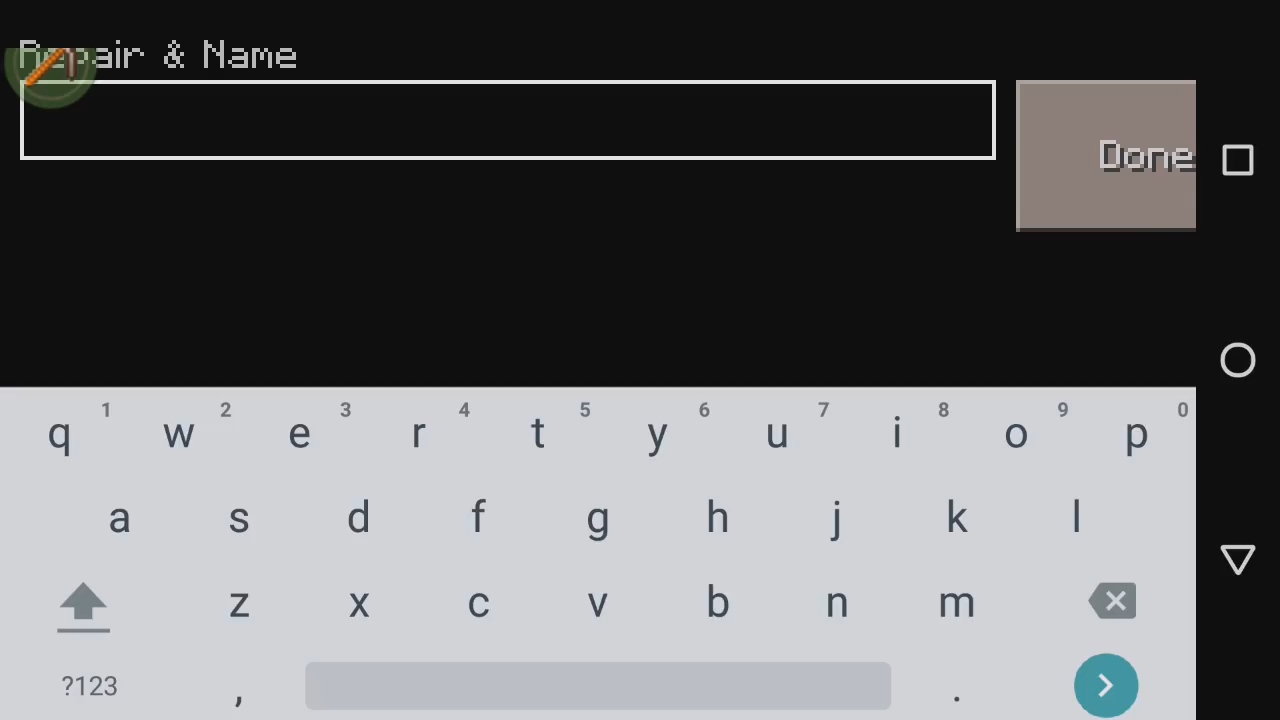 Repair & Name
Done
1 2 3 4 5 6 7 8 9 0
q w e r t y u i o p
a s d f g h j k l
z x c v b n m
?123 , .